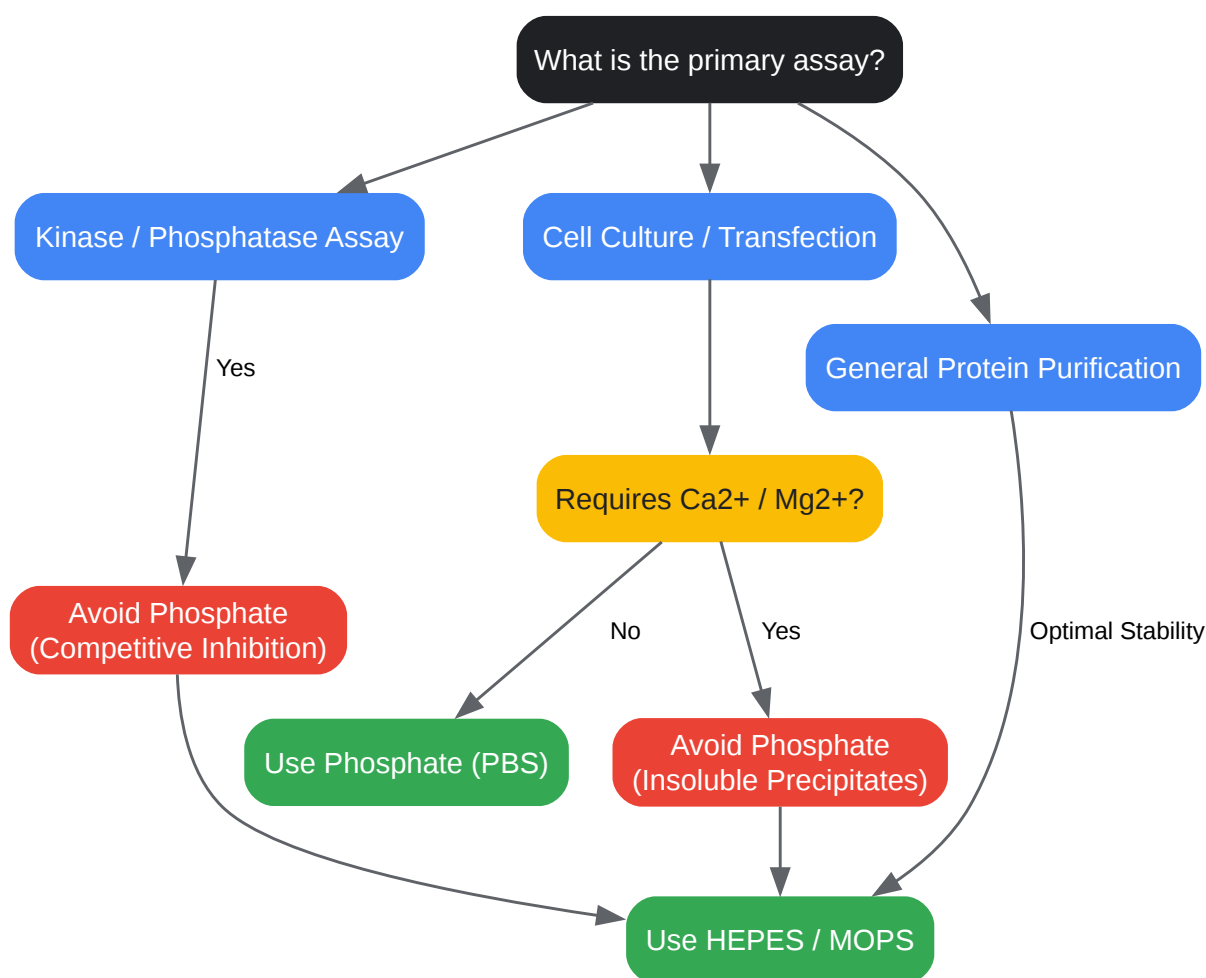 What is the primary assay?
Kinase / Phosphatase Assay
Cell Culture / Transfection
General Protein Purification
Yes
Requires Ca2+ / Mg2+?
No
Yes
Optimal Stability
Avoid Phosphate
(Competitive Inhibition)
Use Phosphate (PBS)
Avoid Phosphate
(Insoluble Precipitates)
Use HEPES / MOPS